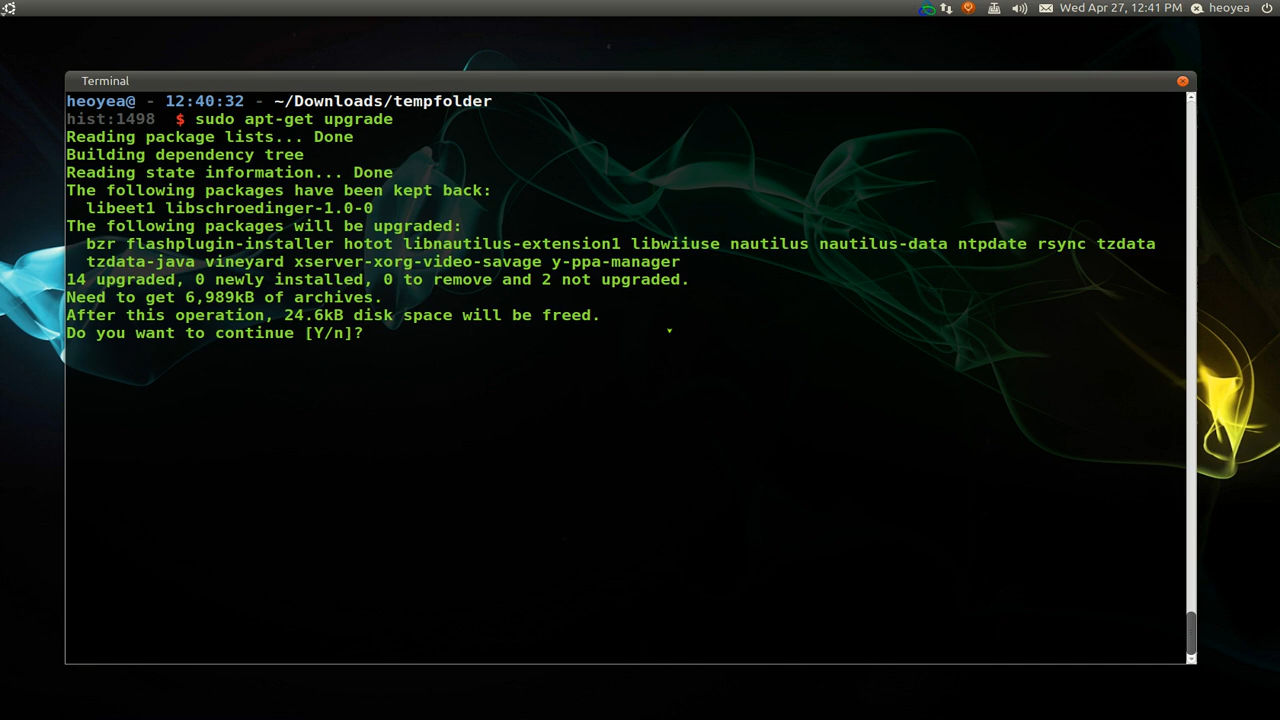 Wed Apr 27, 12:41 PM heoyea
Terminal
heoyea@ - 12:40:32 - ~/Downloads/tempfolder
hist:1498 $ sudo apt-get upgrade
Reading package lists... Done
Building dependency tree
Reading state information... Done
The following packages have been kept back:
libeet1 libschroedinger-1.0-0
The following packages will be upgraded:
bzr flashplugin-installer hotot libnautilus-extension1 libwiiuse nautilus nautilus-data ntpdate rsync tzdata
tzdata-java vineyard xserver-xorg-video-savage y-ppa-manager
14 upgraded, 0 newly installed, 0 to remove and 2 not upgraded.
Need to get 6,989kB of archives.
After this operation, 24.6kB disk space will be freed.
Do you want to continue [Y/n]?